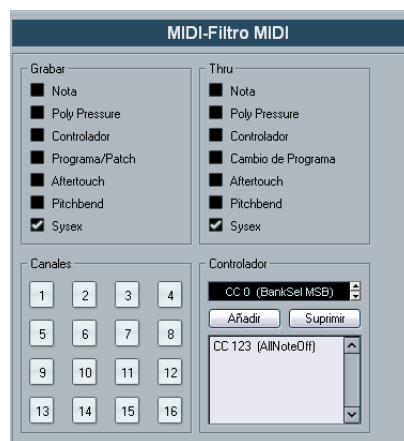 MIDI-Filtro MIDI
Grabar
Nota
Poly Pressure
Controlador
Programa/Patch
Aftertouch
Pitchbend
Sysex
Thru
Nota
Poly Pressure
Controlador
Cambio de Programa
Aftertouch
Pitchbend
Sysex
Canales
1 2 3 4
5 6 7 8
9 10 11 12
13 14 15 16
Controlador
CC 0 (BankSel MSB)
Añadir Suprimir
CC 123 (AllNoteOff)